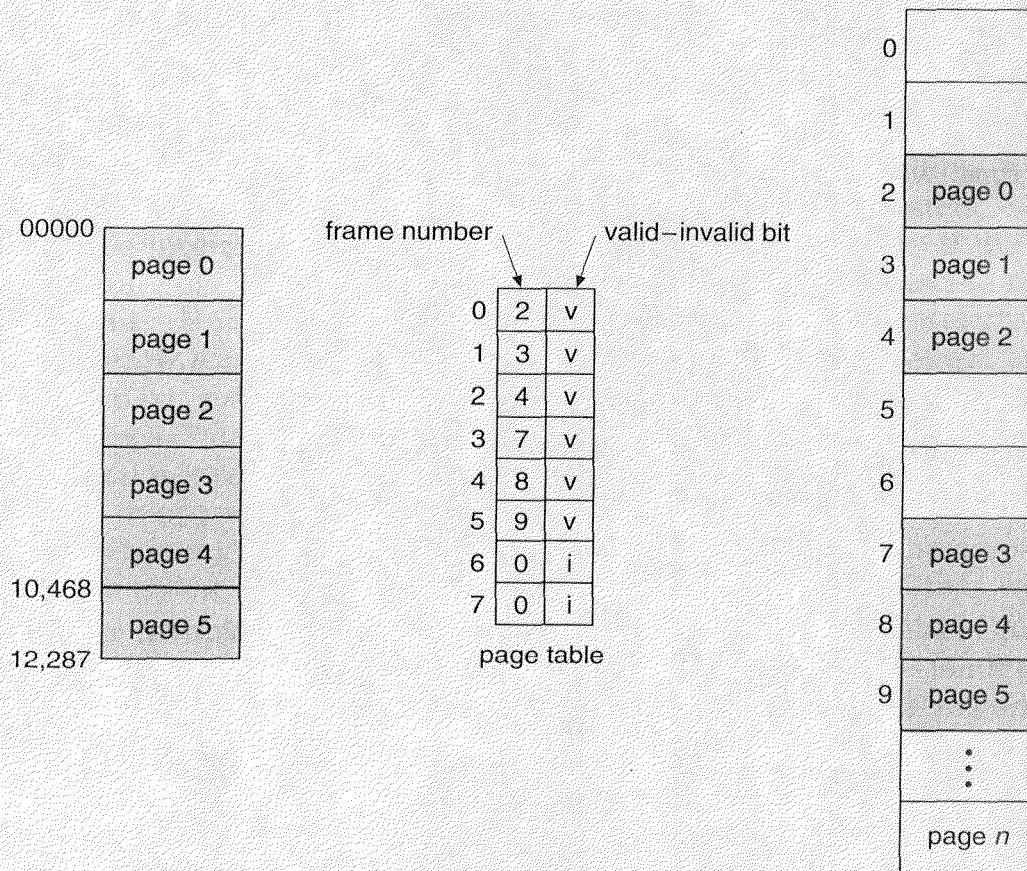 00000
page 0
page 1
page 2
page 3
page 4
10,468
page 5
12,287
frame number
valid–invalid bit
0 2 v
1 3 v
2 4 v
3 7 v
4 8 v
5 9 v
6 0 i
7 0 i
page table
0
1
2 page 0
3 page 1
4 page 2
5
6
7 page 3
8 page 4
9 page 5
⋮
page n